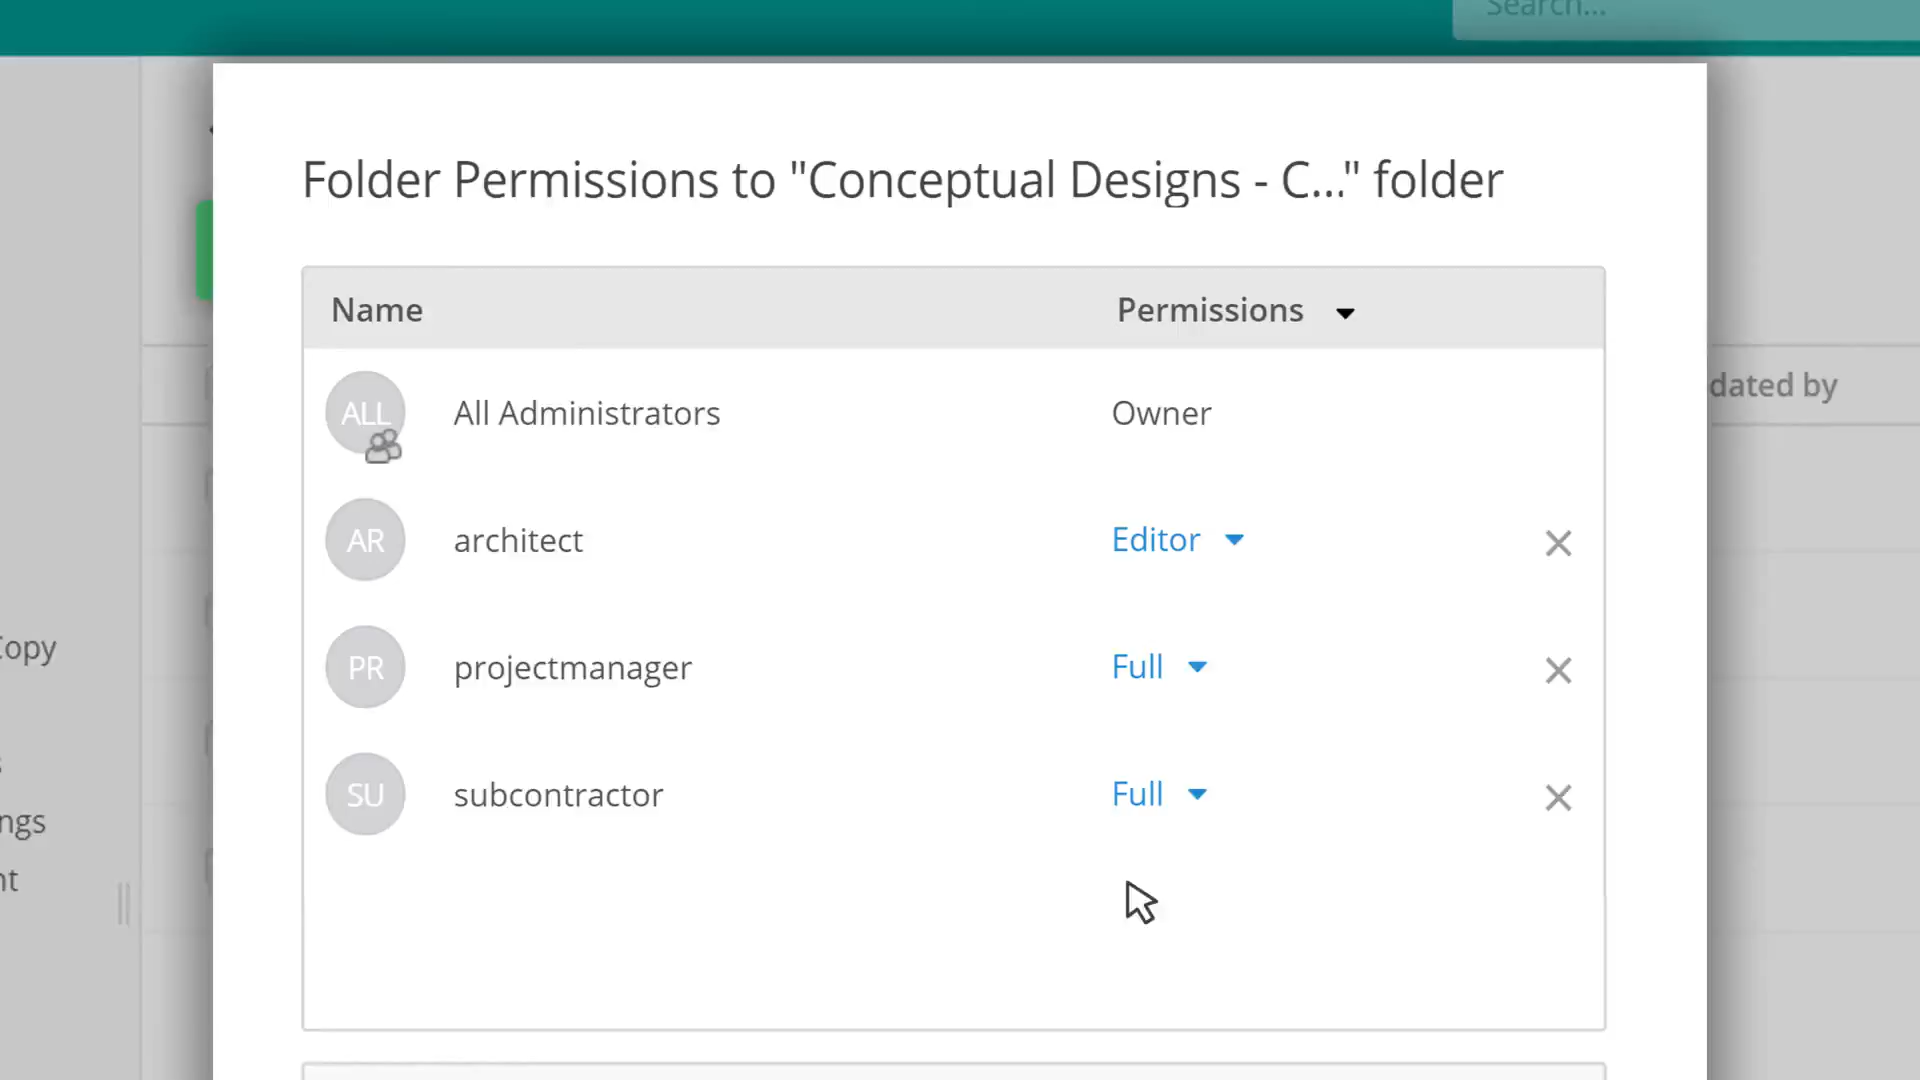 Search...
Folder Permissions to "Conceptual Designs - C..." folder
Name Permissions
dated by
ALL All Administrators Owner
AR architect Editor
Copy
PR projectmanager Full
s
SU subcontractor Full
ngs
nt